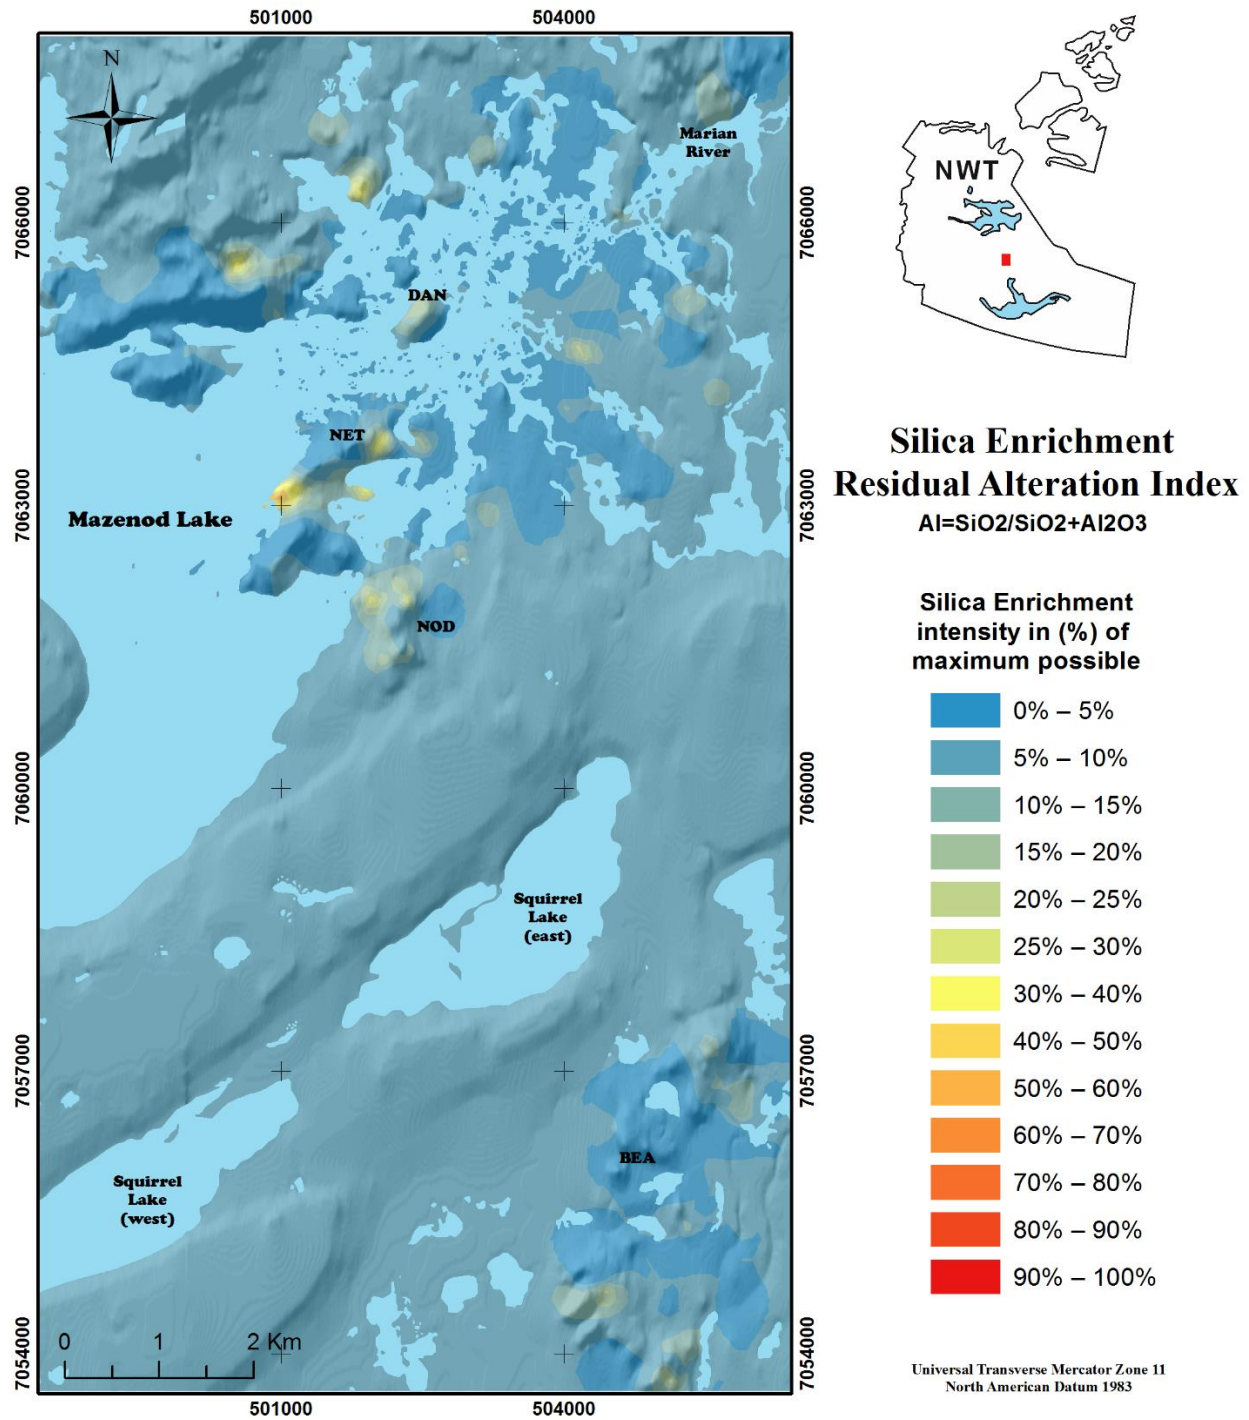 501000
504000
N
Marian
River
NWT
7066000
7066000
DAN
NET
Silica Enrichment
Residual Alteration Index
AI=SiO2/SiO2+Al2O3
7063000
7063000
Mazenod Lake
NOD
Silica Enrichment
intensity in (%) of
maximum possible
0% – 5%
5% – 10%
10% – 15%
15% – 20%
20% – 25%
25% – 30%
30% – 40%
40% – 50%
50% – 60%
60% – 70%
70% – 80%
80% – 90%
90% – 100%
7060000
7060000
Squirrel
Lake
(east)
7057000
7057000
BEA
Squirrel
Lake
(west)
0 1 2 Km
7054000
7054000
501000
504000
Universal Transverse Mercator Zone 11
North American Datum 1983